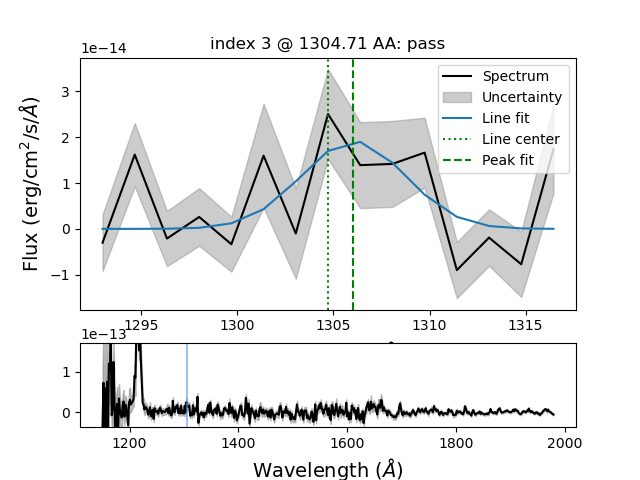 index 3 @ 1304.71 AA: pass
1e−14
Flux (erg/cm²/s/Å)
3
2
1
0
−1
Spectrum
Uncertainty
Line fit
Line center
Peak fit
1295
1300
1305
1310
1315
1e−13
1
0
1200
1400
1600
1800
2000
Wavelength (Å)